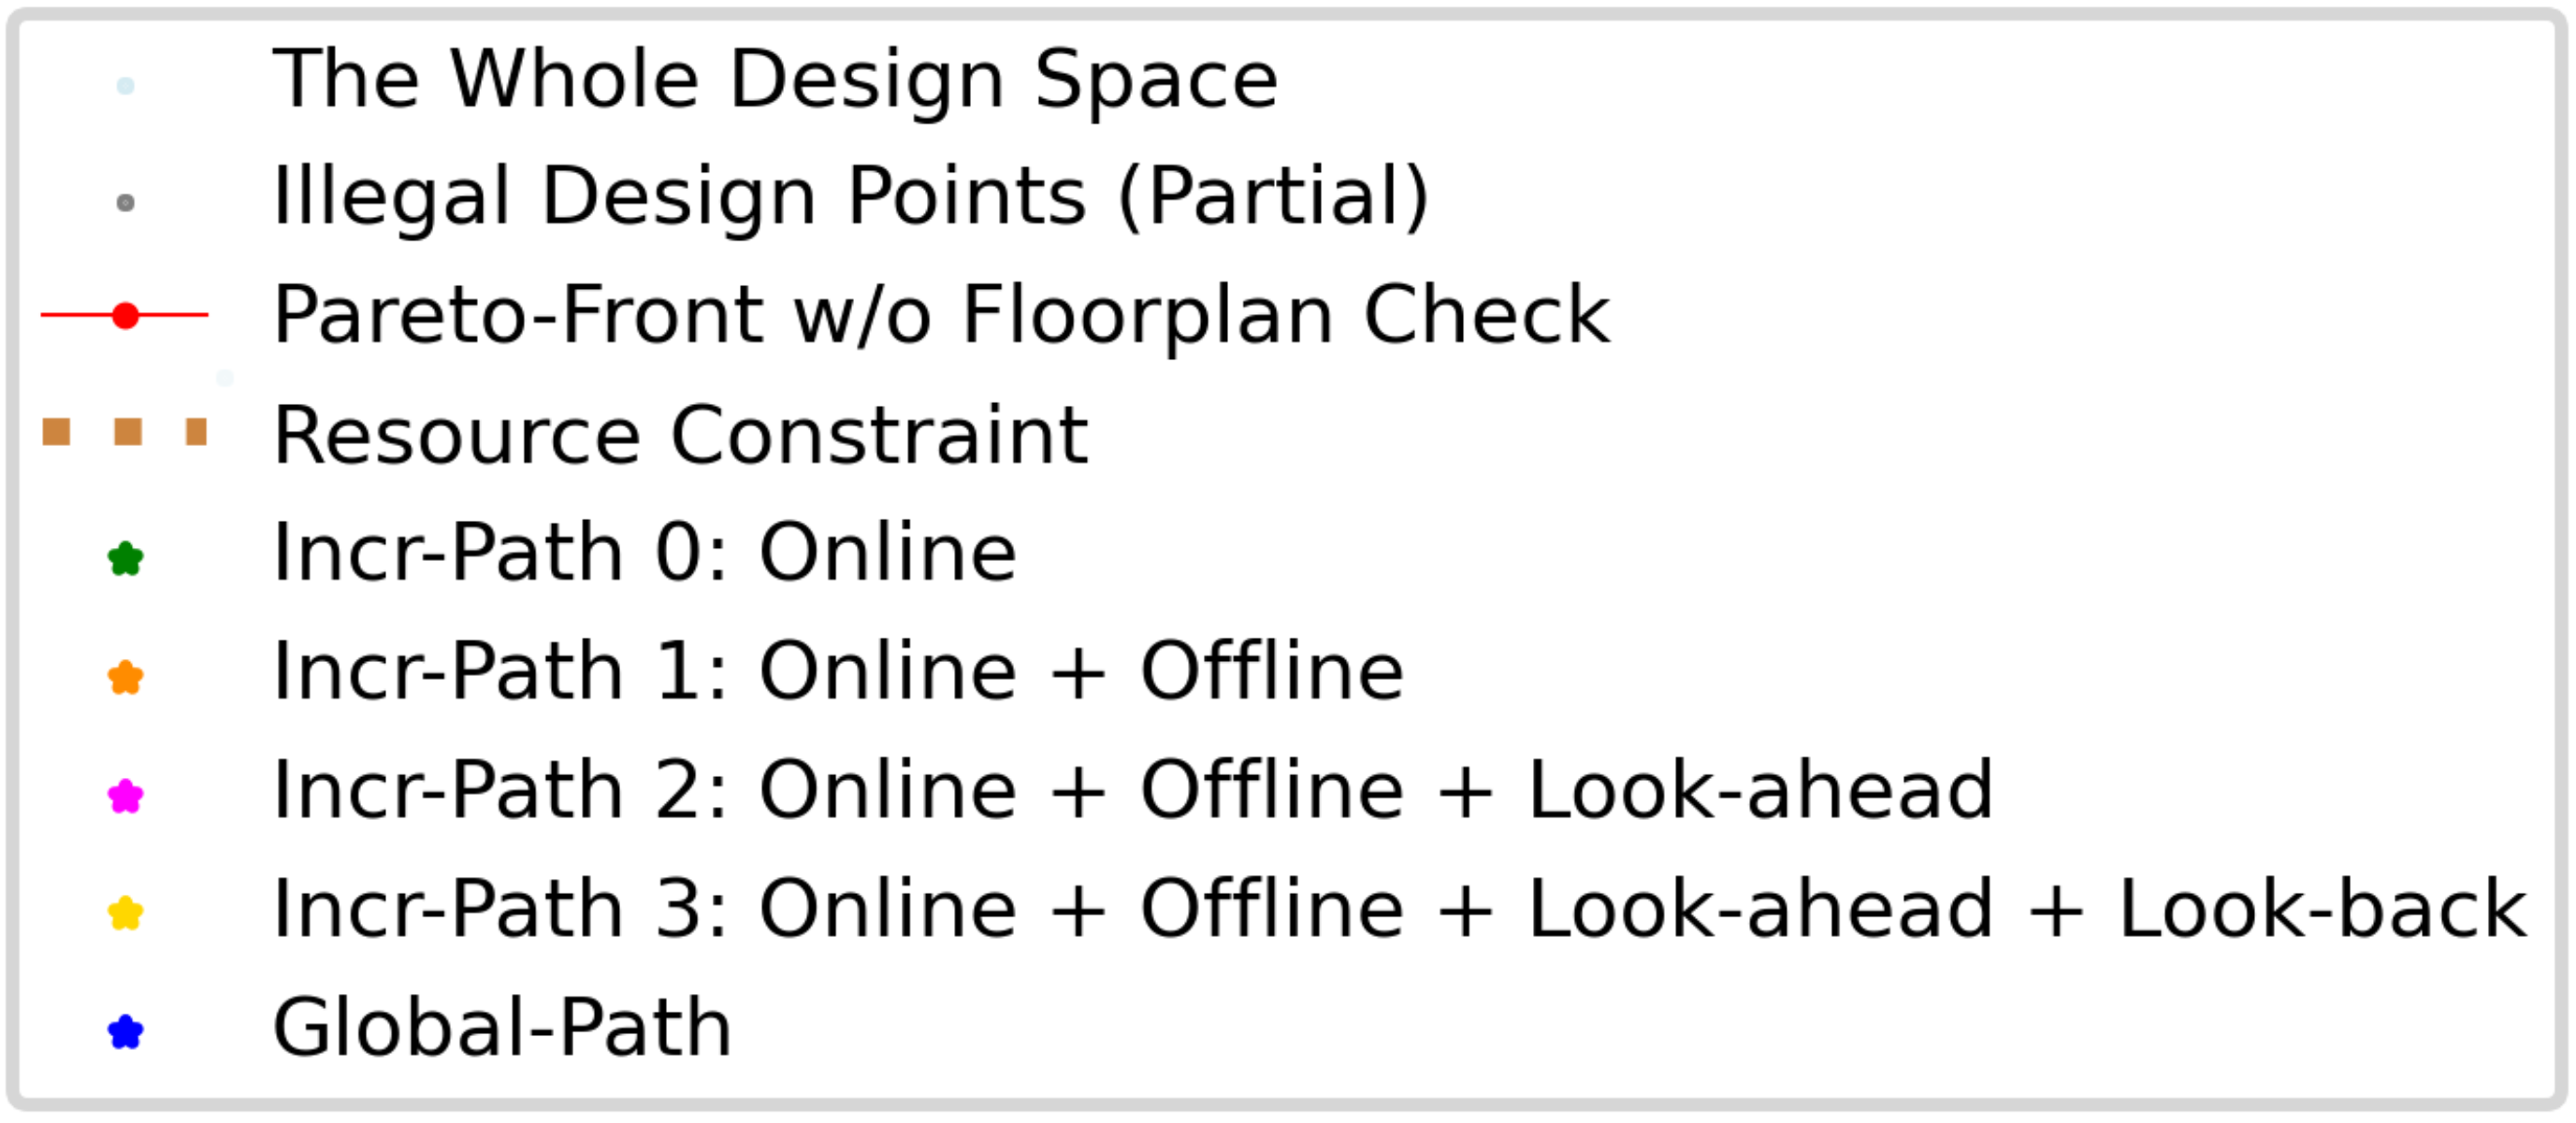 The Whole Design Space
Illegal Design Points (Partial)
Pareto-Front w/o Floorplan Check
Resource Constraint
Incr-Path 0: Online
Incr-Path 1: Online + Offline
Incr-Path 2: Online + Offline + Look-ahead
Incr-Path 3: Online + Offline + Look-ahead + Look-back
Global-Path